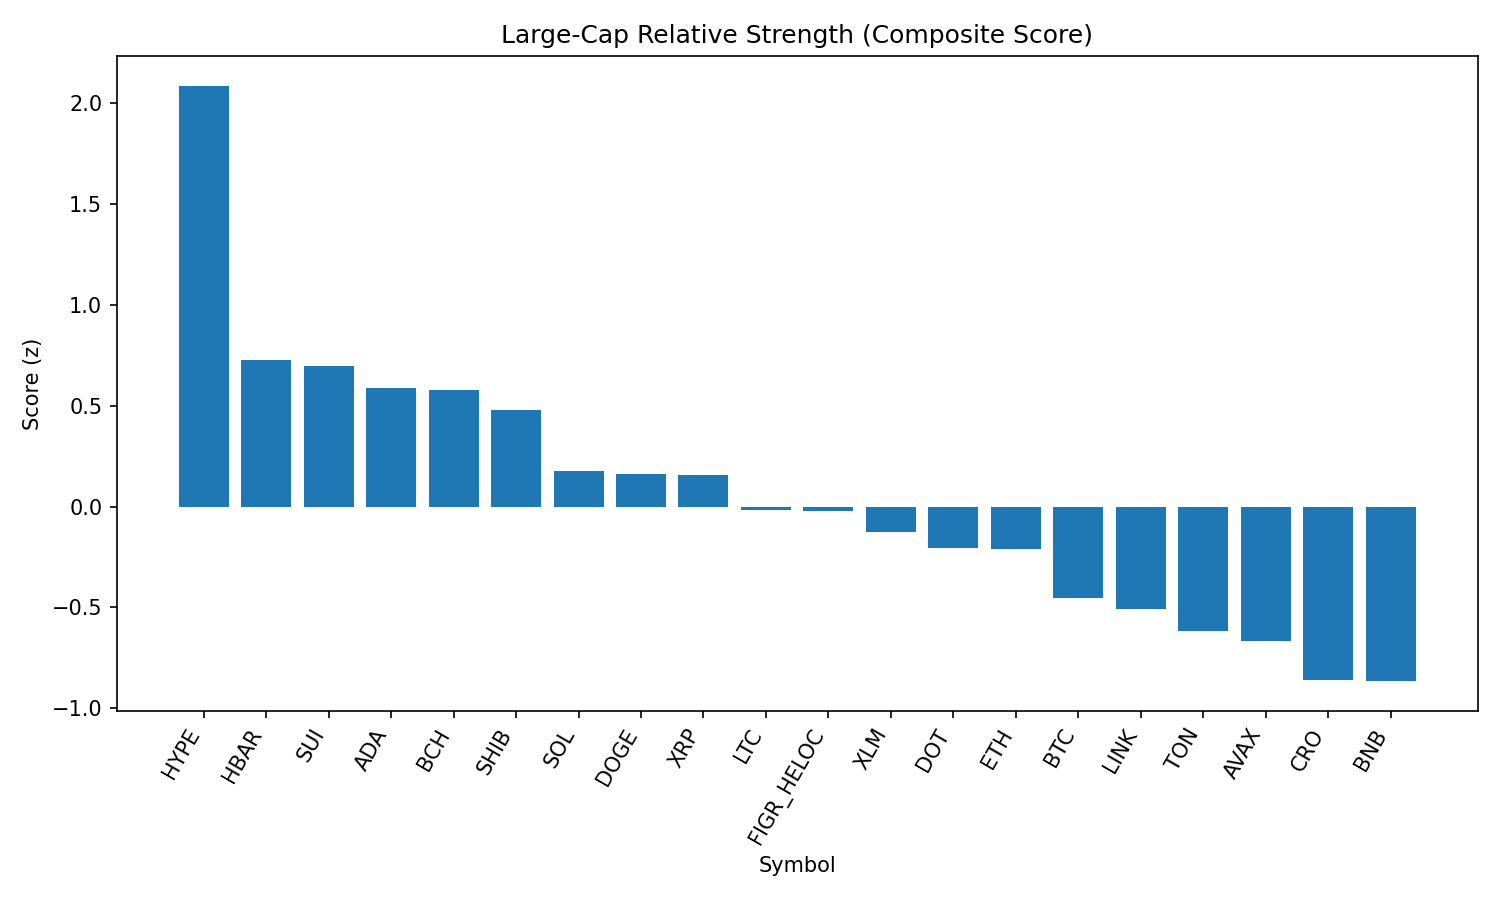 Large-Cap Relative Strength (Composite Score)
Score (z)
2.0
1.5
1.0
0.5
0.0
−0.5
−1.0
HYPE
HBAR
SUI
ADA
BCH
SHIB
SOL
DOGE
XRP
LTC
FIGR_HELOC
XLM
DOT
ETH
BTC
LINK
TON
AVAX
CRO
BNB
Symbol